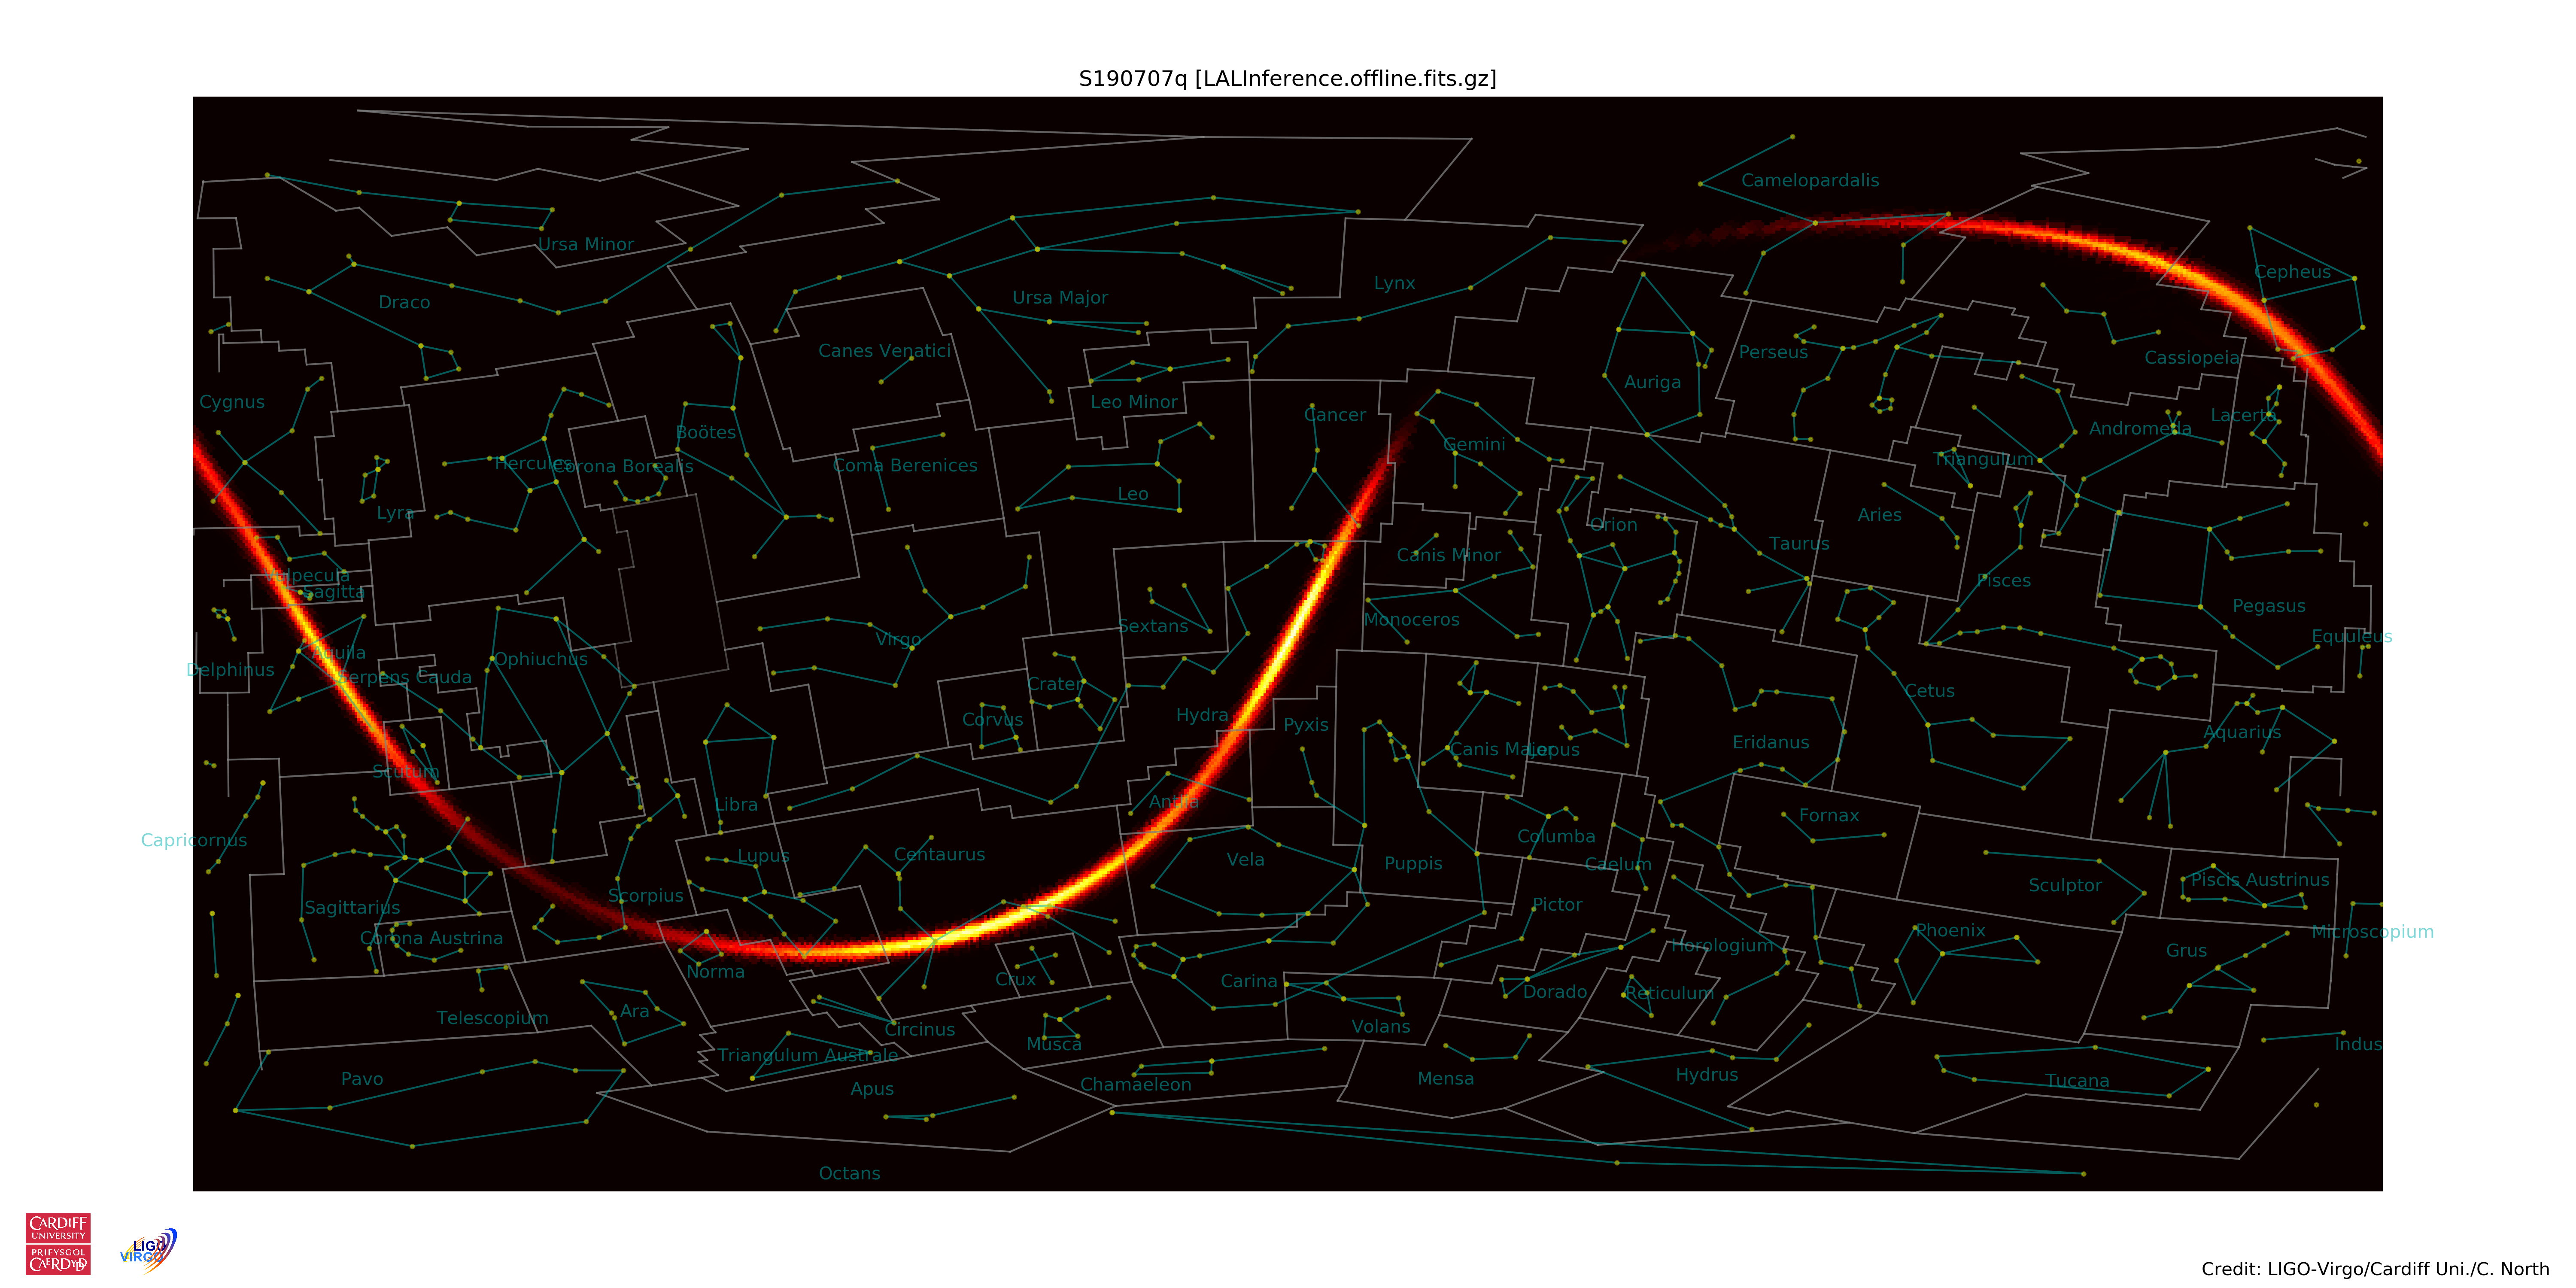 S190707q [LALInference.offline.fits.gz]
Camelopardalis
Ursa Minor
Cepheus
Lynx
Ursa Major
Draco
Canes Venatici
Perseus
Cassiopeia
Auriga
Cygnus
Leo Minor
Cancer
Lacerta
Andromeda
Boötes
Gemini
Hercules
Corona Borealis
Coma Berenices
Triangulum
Leo
Lyra
Aries
Orion
Taurus
Canis Minor
Vulpecula
Pisces
Sagitta
Pegasus
Monoceros
Sextans
Virgo
Equuleus
Aquila
Ophiuchus
Delphinus
Serpens Cauda
Crater
Cetus
Hydra
Corvus
Pyxis
Aquarius
Eridanus
Canis Major
Lepus
Scutum
Antlia
Libra
Fornax
Columba
Capricornus
Centaurus
Lupus
Vela
Puppis
Caelum
Piscis Austrinus
Sculptor
Scorpius
Pictor
Sagittarius
Phoenix
Microscopium
Corona Austrina
Horologium
Grus
Norma
Crux
Carina
Dorado
Reticulum
Ara
Telescopium
Volans
Circinus
Musca
Indus
Triangulum Australe
Hydrus
Mensa
Pavo
Tucana
Chamaeleon
Apus
Octans
CARDIFF
UNIVERSITY
PRIFYSGOL
CAERDYDD
LIGO
VIRGO
Credit: LIGO-Virgo/Cardiff Uni./C. North